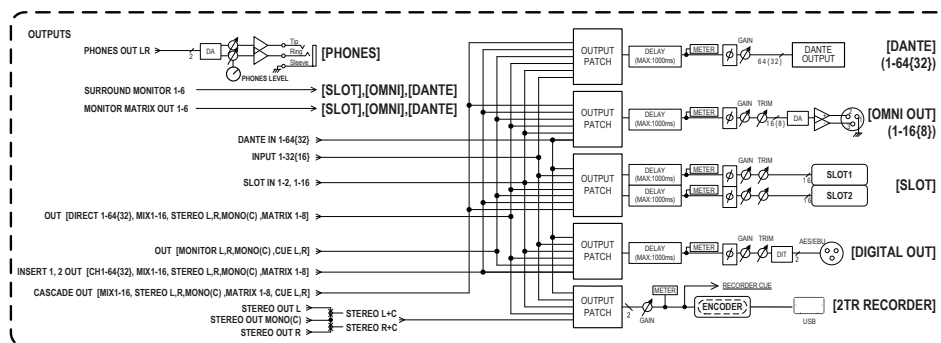 OUTPUTS
PHONES OUT LR
2
DA
Tip
Ring
Sleeve
PHONES LEVEL
[PHONES]
SURROUND MONITOR 1-6
[SLOT],[OMNI],[DANTE]
MONITOR MATRIX OUT 1-6
[SLOT],[OMNI],[DANTE]
DANTE IN 1-64{32}
INPUT 1-32{16}
SLOT IN 1-2, 1-16
OUT [DIRECT 1-64{32}, MIX1-16, STEREO L,R,MONO(C) ,MATRIX 1-8]
OUT [MONITOR L,R,MONO(C) ,CUE L,R]
INSERT 1, 2 OUT [CH1-64{32}, MIX1-16, STEREO L,R,MONO(C) ,MATRIX 1-8]
CASCADE OUT [MIX1-16, STEREO L,R,MONO(C) ,MATRIX 1-8, CUE L,R]
STEREO OUT L
STEREO OUT MONO(C)
STEREO OUT R
STEREO L+C
STEREO R+C
OUTPUT
PATCH
DELAY
(MAX:1000ms)
METER
ϕ
GAIN
64{32}
DANTE
OUTPUT
[DANTE]
(1-64{32})
OUTPUT
PATCH
DELAY
(MAX:1000ms)
METER
ϕ
GAIN TRIM
16{8}
DA
2
3
1
[OMNI OUT]
(1-16{8})
OUTPUT
PATCH
DELAY
(MAX:1000ms)
METER
ϕ
GAIN TRIM
16
SLOT1
DELAY
(MAX:1000ms)
METER
ϕ
16
SLOT2
[SLOT]
OUTPUT
PATCH
DELAY
(MAX:1000ms)
METER
ϕ
GAIN TRIM
DIT
2
AES/EBU
[DIGITAL OUT]
OUTPUT
PATCH
2
GAIN
METER
RECORDER CUE
ENCODER
USB
[2TR RECORDER]